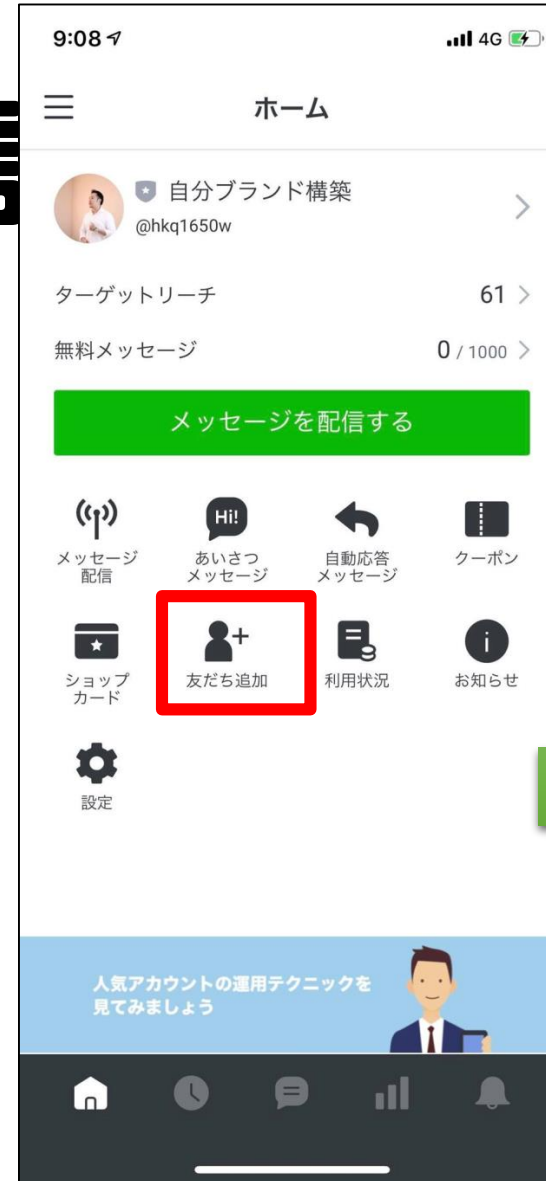 9:08
4G
ホーム
自分ブランド構築
@hkq1650w
ターゲットリーチ 61
無料メッセージ 0 / 1000
メッセージを配信する
Hi!
メッセージ
配信
あいさつ
メッセージ
自動応答
メッセージ
クーポン
ショップ
カード
友だち追加
利用状況
お知らせ
設定
人気アカウントの運用テクニックを
見てみましょう